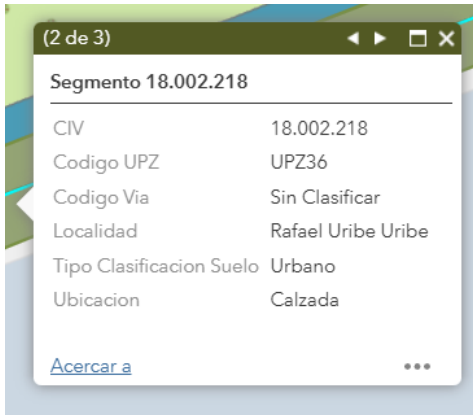 (2 de 3)
Segmento 18.002.218
CIV 18.002.218
Codigo UPZ UPZ36
Codigo Via Sin Clasificar
Localidad Rafael Uribe Uribe
Tipo Clasificacion Suelo Urbano
Ubicacion Calzada
Acercar a